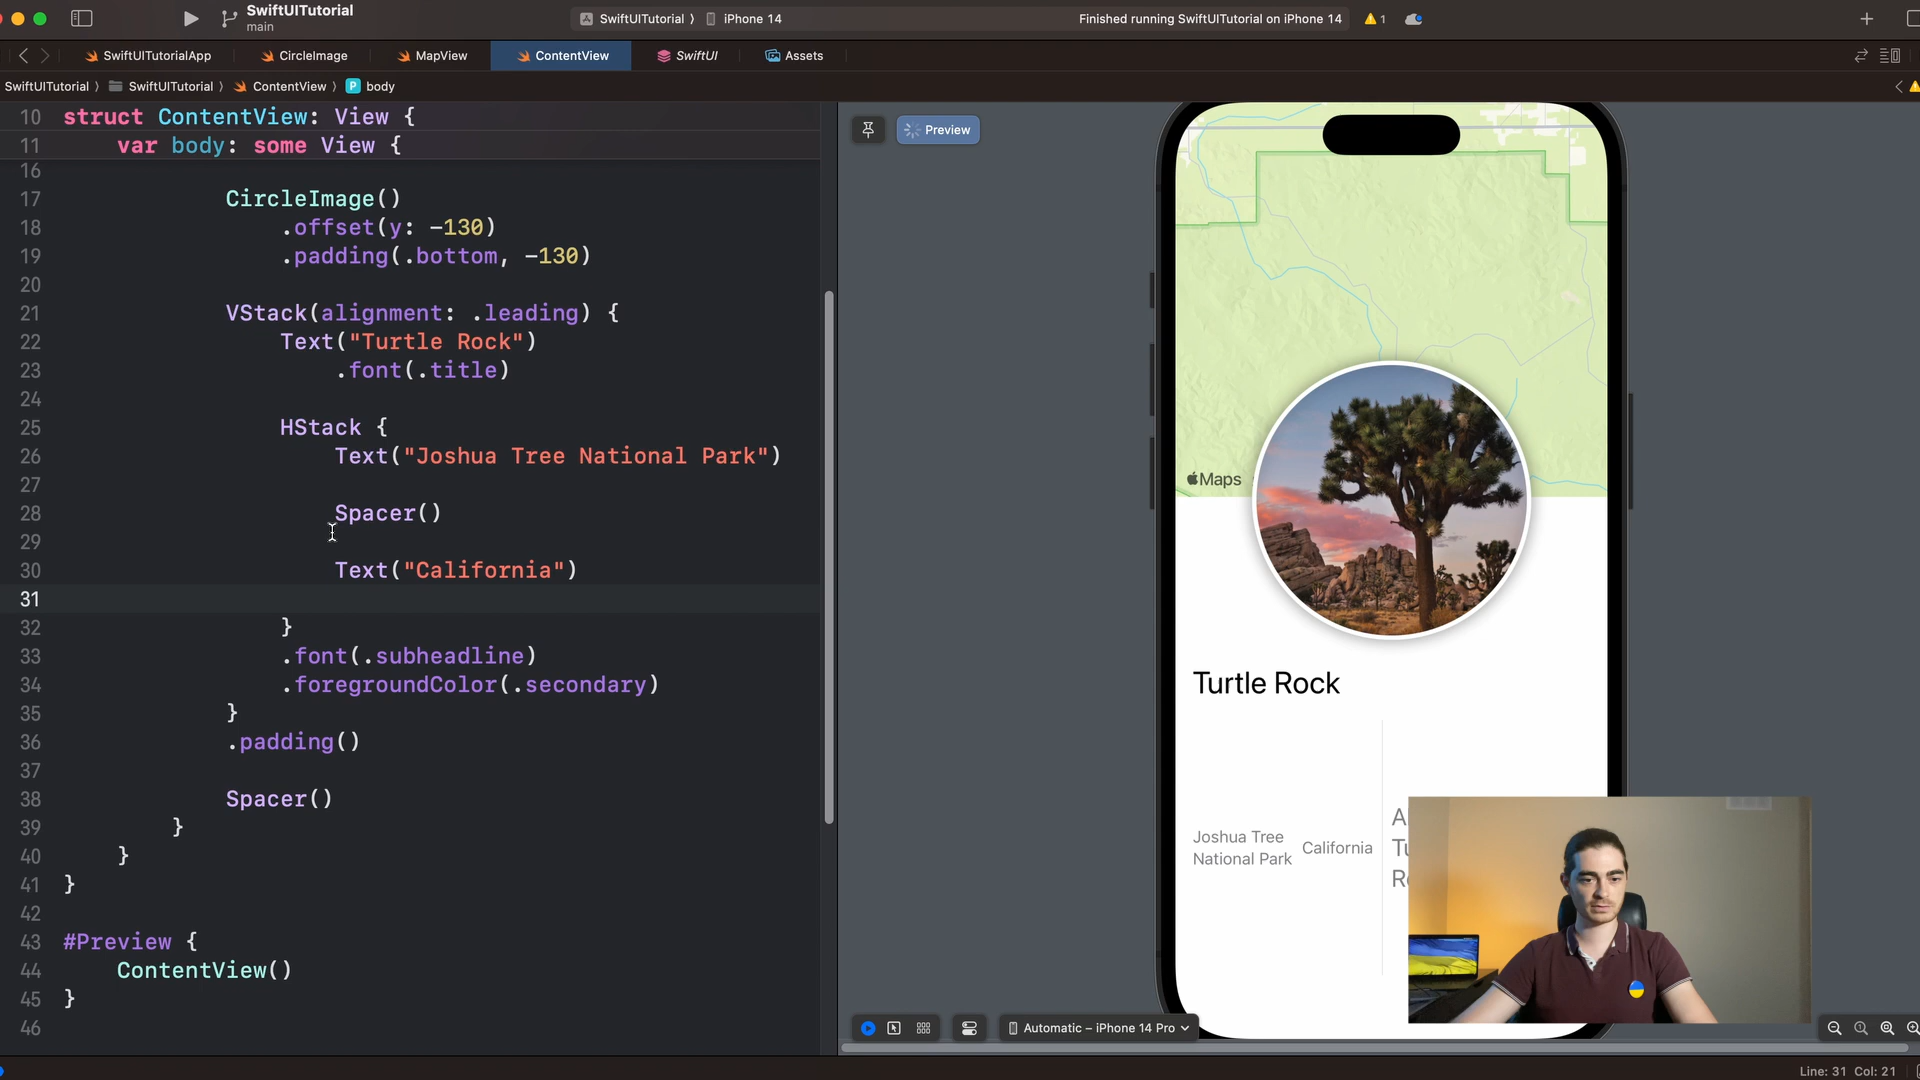 SwiftUITutorial
main
SwiftUITutorial ⟩ iPhone 14
Finished running SwiftUITutorial on iPhone 14
1
SwiftUITutorialApp
CircleImage
MapView
ContentView
SwiftUI
Assets
SwiftUITutorial ⟩ SwiftUITutorial ⟩ ContentView ⟩ P body
10 struct ContentView: View {
11 var body: some View {
16
17 CircleImage()
18 .offset(y: -130)
19 .padding(.bottom, -130)
20
21 VStack(alignment: .leading) {
22 Text("Turtle Rock")
23 .font(.title)
24
25 HStack {
26 Text("Joshua Tree National Park")
27
28 Spacer()
29
30 Text("California")
31
32 }
33 .font(.subheadline)
34 .foregroundColor(.secondary)
35 }
36 .padding()
37
38 Spacer()
39 }
40 }
41 }
42
43 #Preview {
44 ContentView()
45 }
46
Preview
Maps
Turtle Rock
Joshua Tree
National Park
California
A
Tu
R
Automatic – iPhone 14 Pro
Line: 31 Col: 21